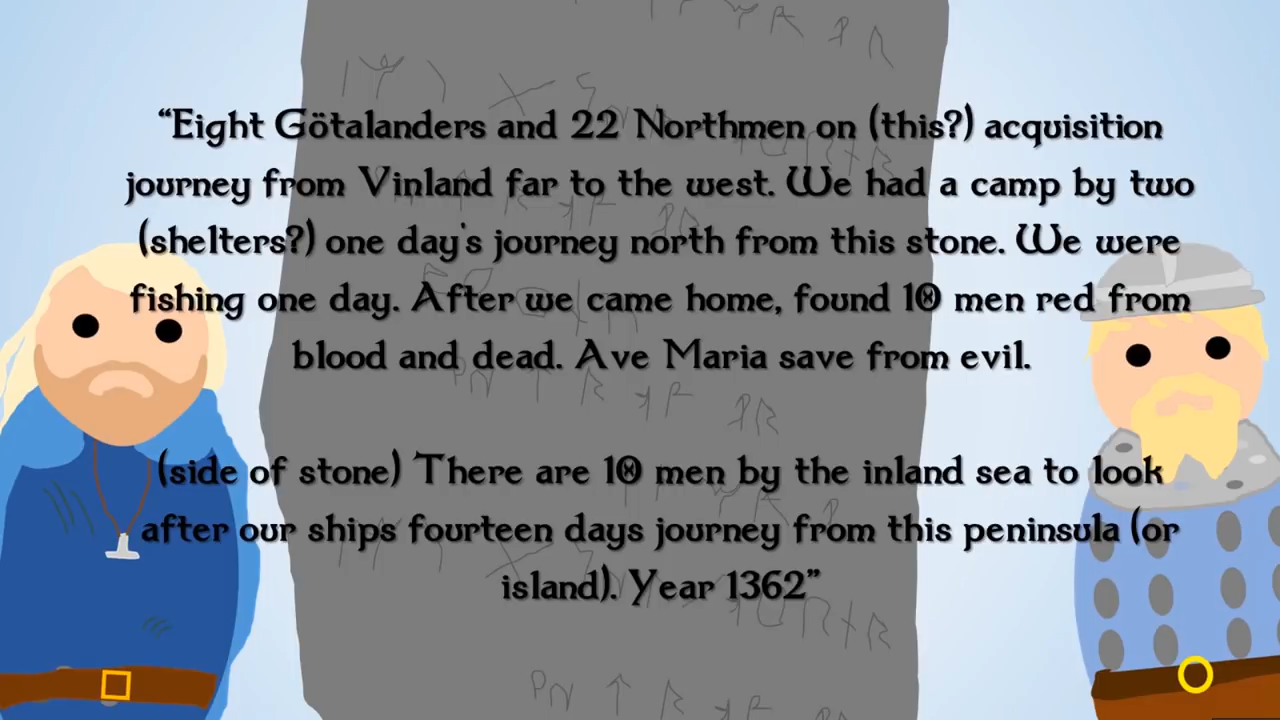 “Eight Götalanders and 22 Northmen on (this?) acquisition
journey from Vinland far to the west. We had a camp by two
(shelters?) one day's journey north from this stone. We were
fishing one day. After we came home, found 10 men red from
blood and dead. Ave Maria save from evil.
(side of stone) There are 10 men by the inland sea to look
after our ships fourteen days journey from this peninsula (or
island). Year 1362”